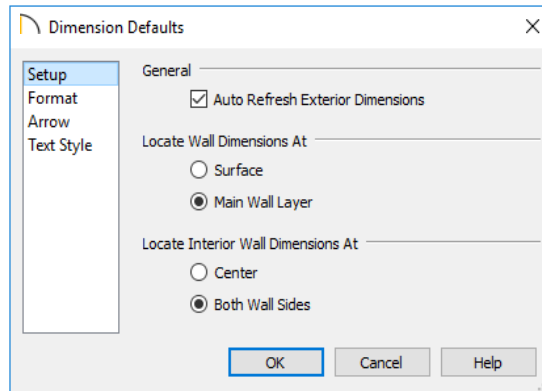 Dimension Defaults
Setup
Format
Arrow
Text Style
General
Auto Refresh Exterior Dimensions
Locate Wall Dimensions At
Surface
Main Wall Layer
Locate Interior Wall Dimensions At
Center
Both Wall Sides
OK
Cancel
Help